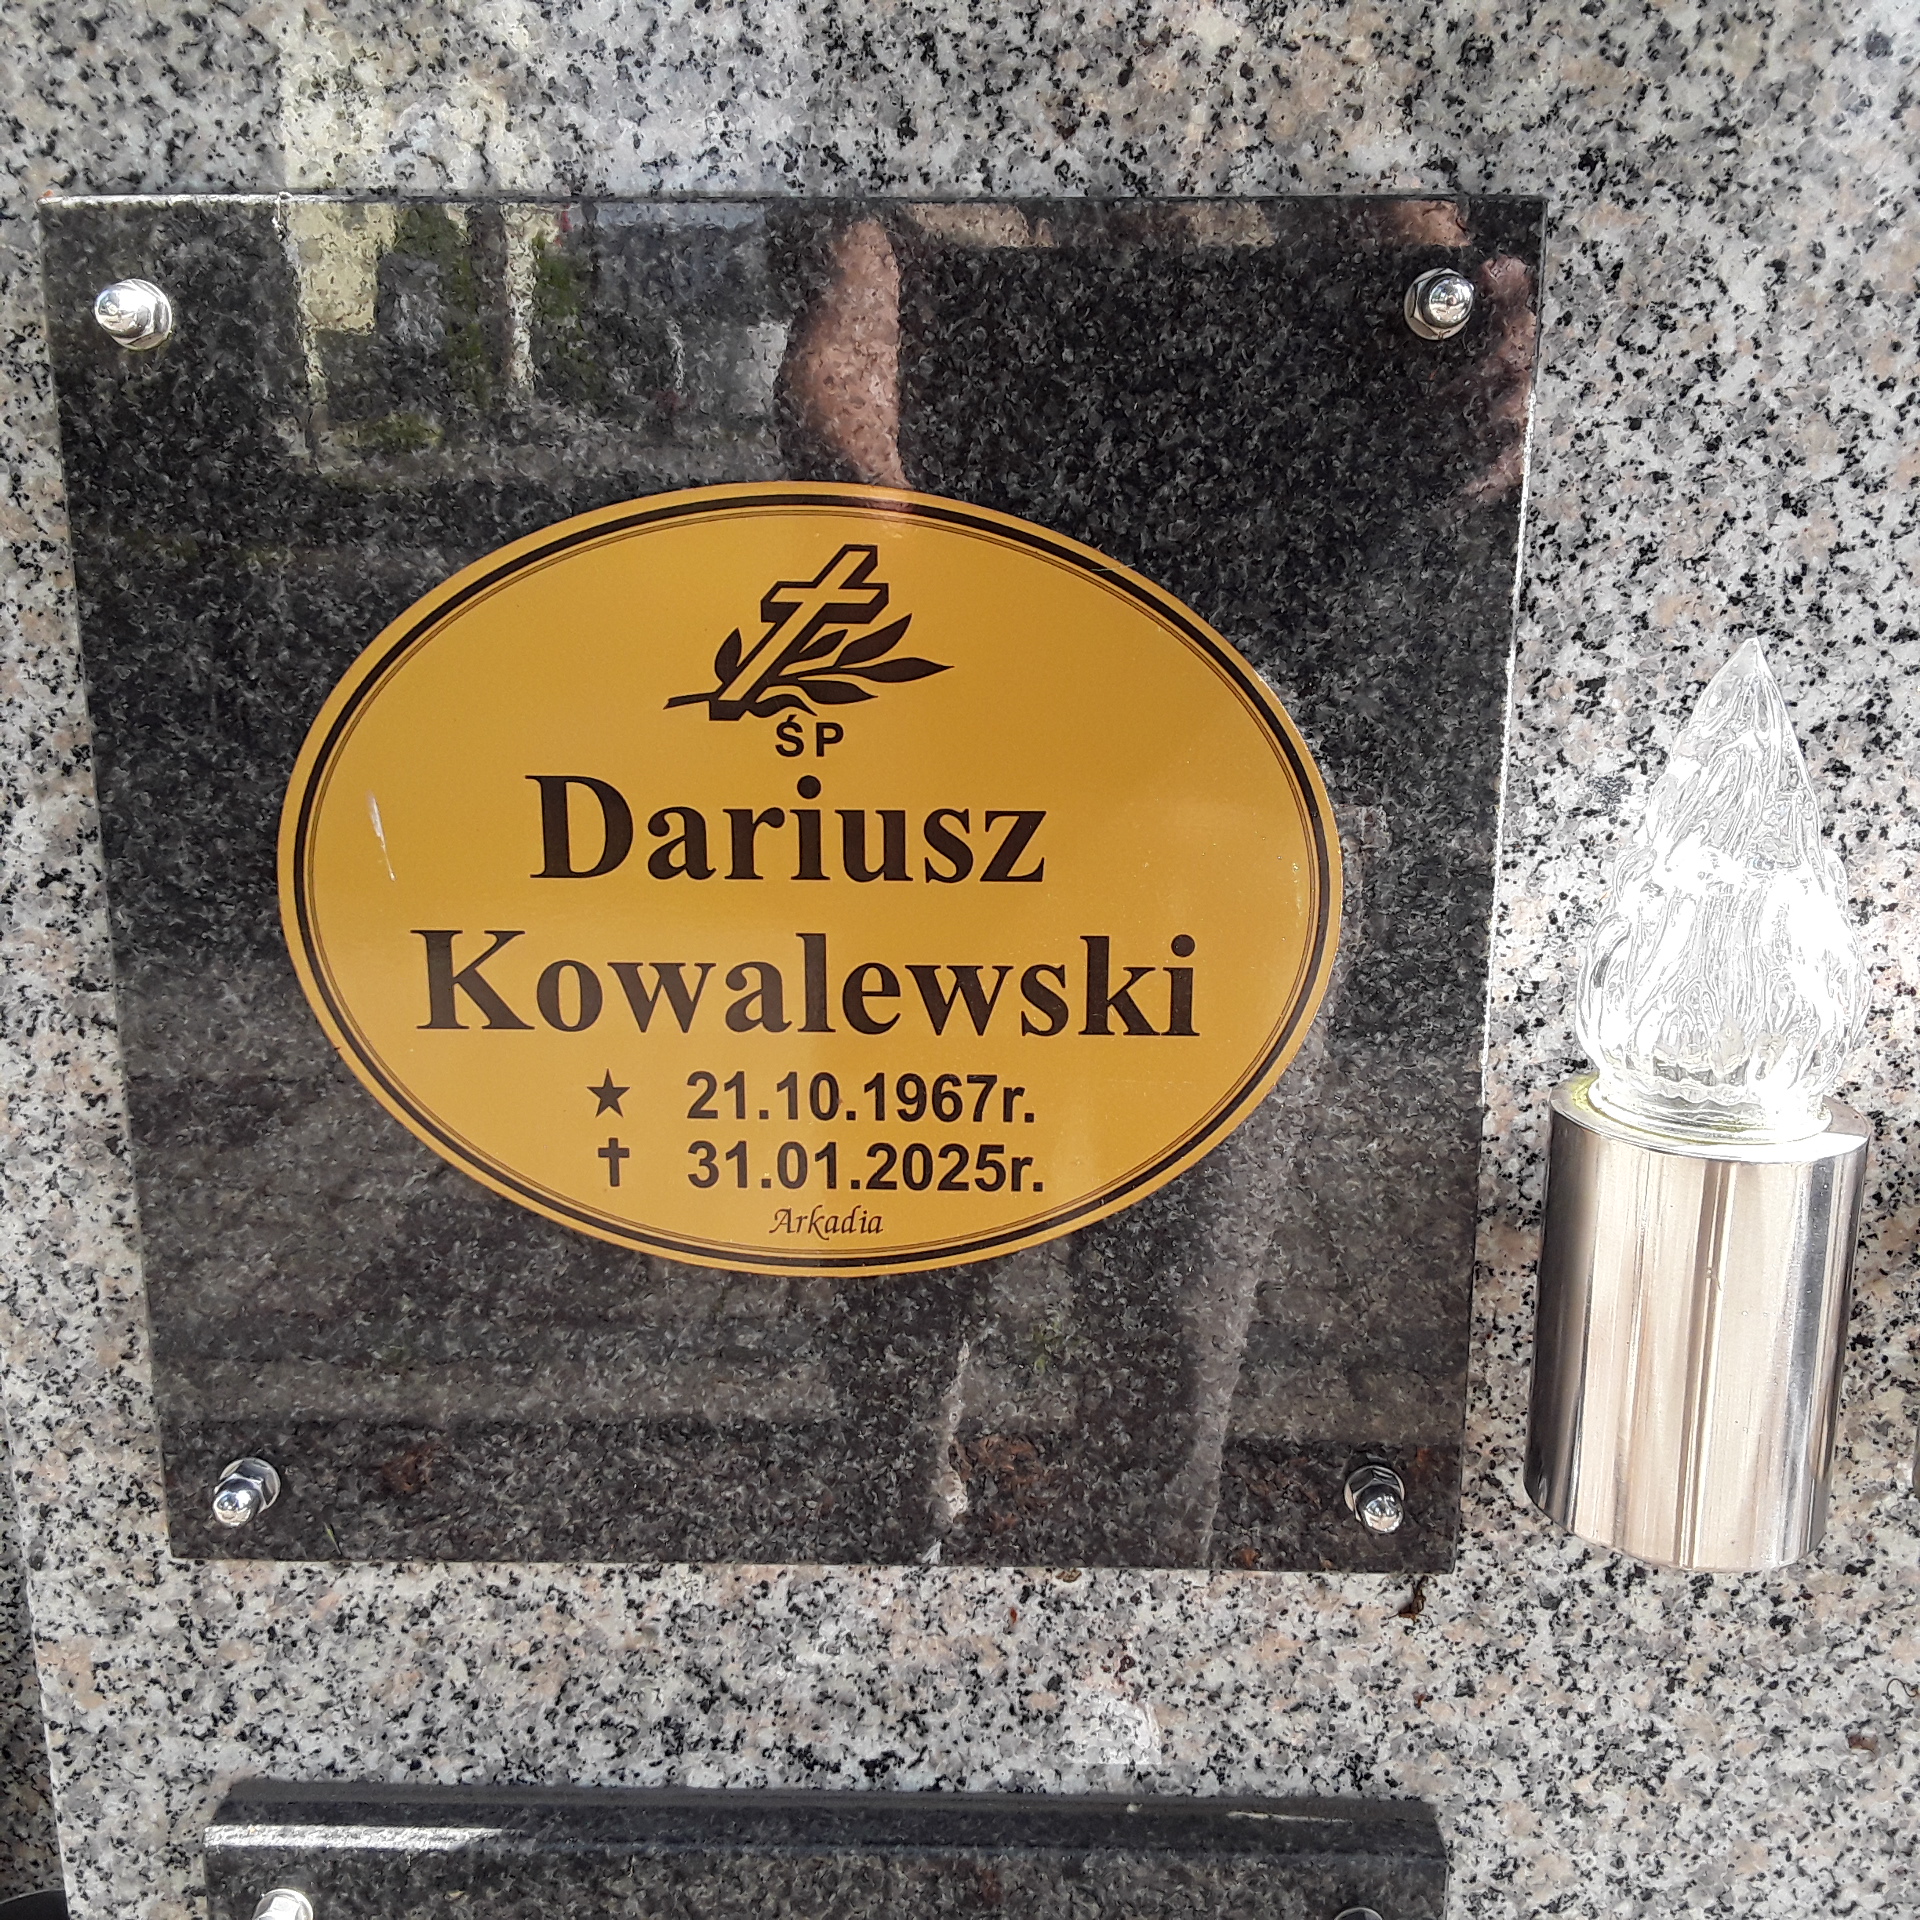 ŚP
Dariusz
Kowalewski
★ 21.10.1967r.
✝ 31.01.2025r.
Arkadia